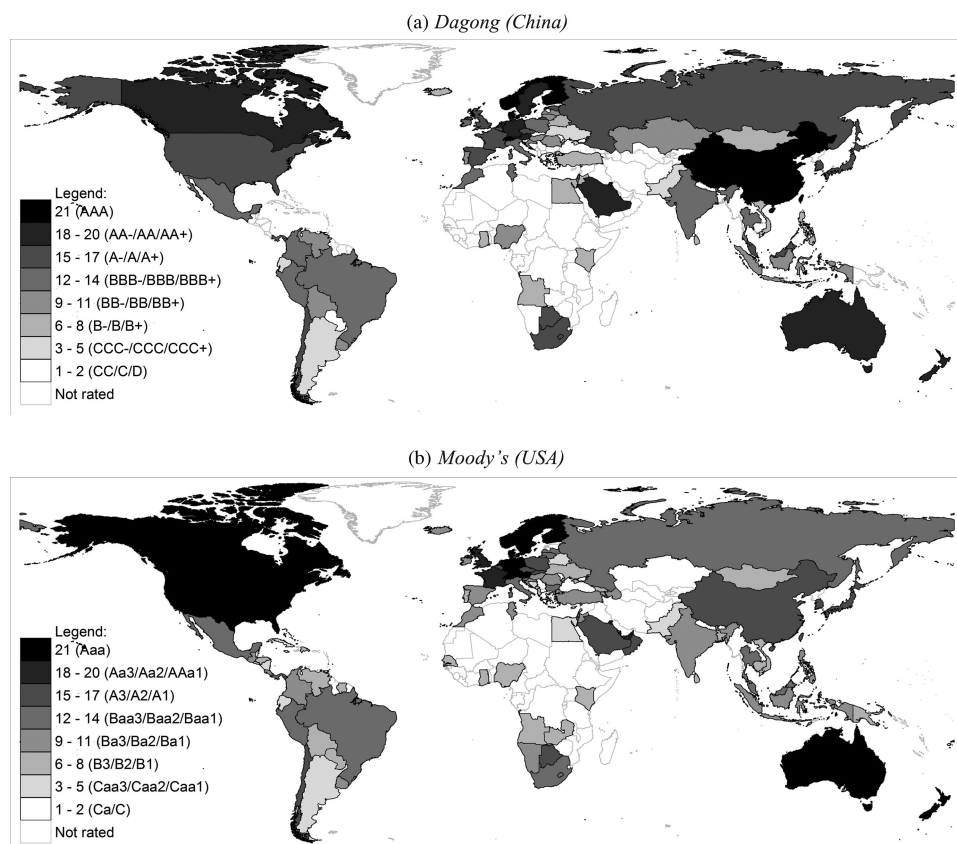 (a) Dagong (China)
Legend:
21 (AAA)
18 - 20 (AA-/AA/AA+)
15 - 17 (A-/A/A+)
12 - 14 (BBB-/BBB/BBB+)
9 - 11 (BB-/BB/BB+)
6 - 8 (B-/B/B+)
3 - 5 (CCC-/CCC/CCC+)
1 - 2 (CC/C/D)
Not rated
(b) Moody's (USA)
Legend:
21 (Aaa)
18 - 20 (Aa3/Aa2/AAa1)
15 - 17 (A3/A2/A1)
12 - 14 (Baa3/Baa2/Baa1)
9 - 11 (Ba3/Ba2/Ba1)
6 - 8 (B3/B2/B1)
3 - 5 (Caa3/Caa2/Caa1)
1 - 2 (Ca/C)
Not rated